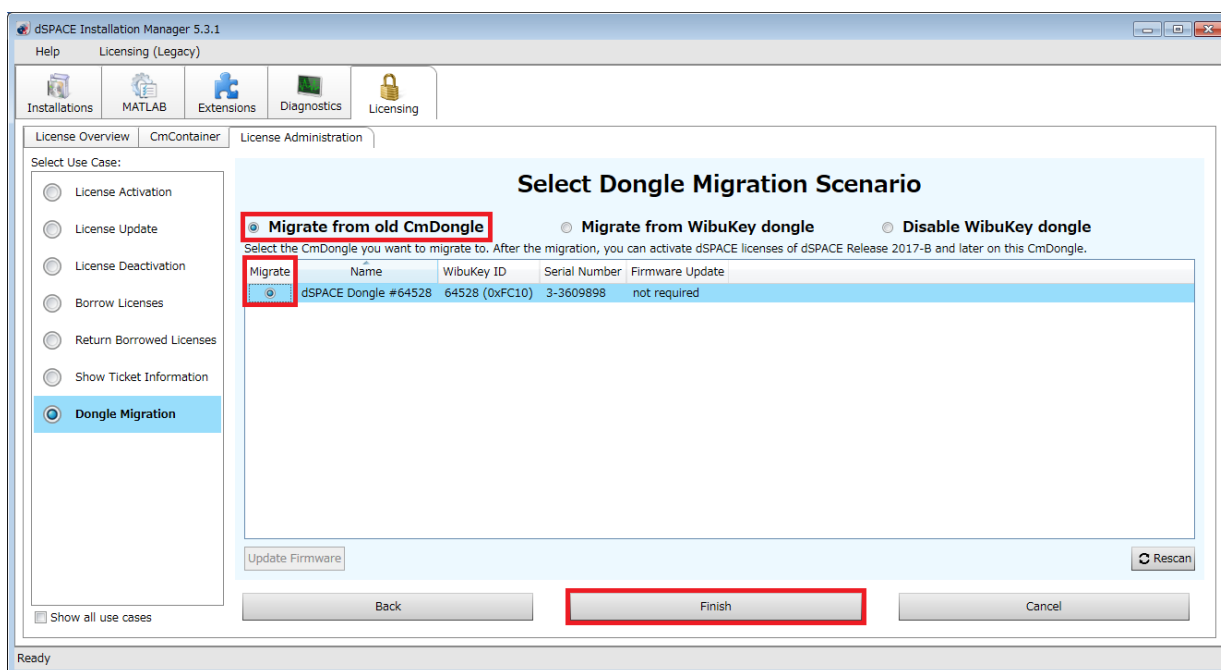 dSPACE Installation Manager 5.3.1
Help Licensing (Legacy)
Installations MATLAB Extensions Diagnostics Licensing
License Overview CmContainer License Administration
Select Use Case:
License Activation
License Update
License Deactivation
Borrow Licenses
Return Borrowed Licenses
Show Ticket Information
Dongle Migration
Show all use cases
Select Dongle Migration Scenario
Migrate from old CmDongle Migrate from WibuKey dongle Disable WibuKey dongle
Select the CmDongle you want to migrate to. After the migration, you can activate dSPACE licenses of dSPACE Release 2017-B and later on this CmDongle.
Migrate Name WibuKey ID Serial Number Firmware Update
dSPACE Dongle #64528 64528 (0xFC10) 3-3609898 not required
Update Firmware Rescan
Back Finish Cancel
Ready